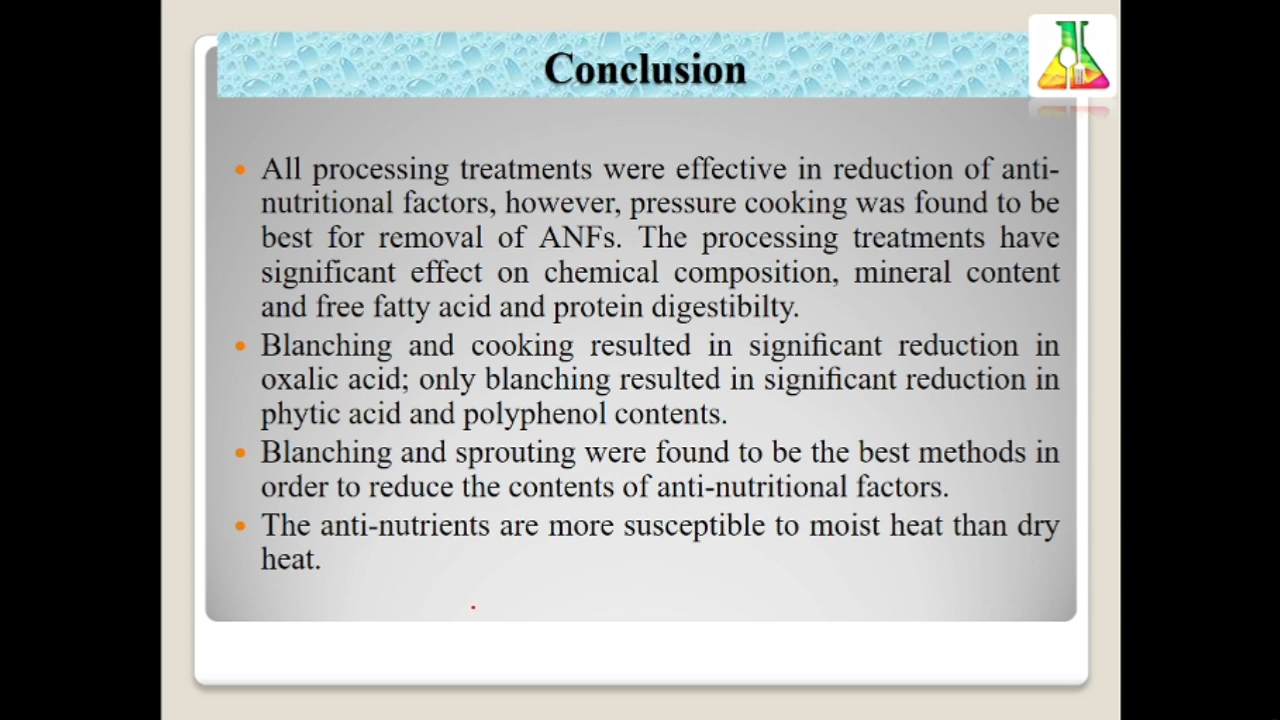 Conclusion
All processing treatments were effective in reduction of anti-
nutritional factors, however, pressure cooking was found to be
best for removal of ANFs. The processing treatments have
significant effect on chemical composition, mineral content
and free fatty acid and protein digestibilty.
Blanching and cooking resulted in significant reduction in
oxalic acid; only blanching resulted in significant reduction in
phytic acid and polyphenol contents.
Blanching and sprouting were found to be the best methods in
order to reduce the contents of anti-nutritional factors.
The anti-nutrients are more susceptible to moist heat than dry
heat.